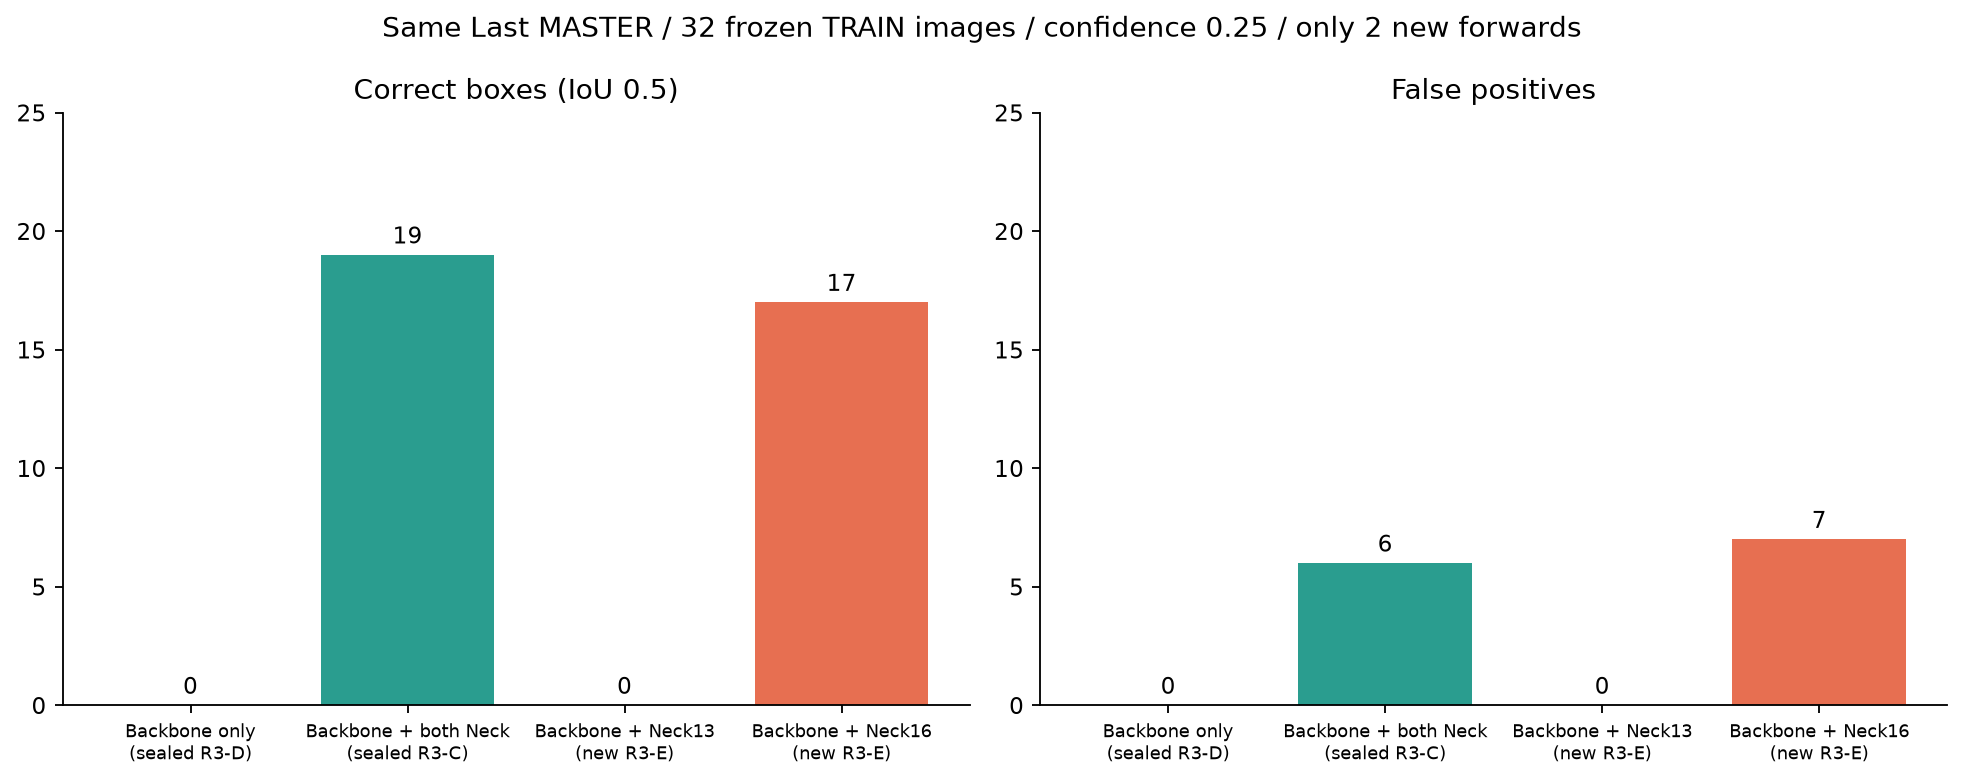 Same Last MASTER / 32 frozen TRAIN images / confidence 0.25 / only 2 new forwards
Correct boxes (IoU 0.5)
25
20
15
10
5
0
0
19
0
17
Backbone only
(sealed R3-D)
Backbone + both Neck
(sealed R3-C)
Backbone + Neck13
(new R3-E)
Backbone + Neck16
(new R3-E)
False positives
25
20
15
10
5
0
0
6
0
7
Backbone only
(sealed R3-D)
Backbone + both Neck
(sealed R3-C)
Backbone + Neck13
(new R3-E)
Backbone + Neck16
(new R3-E)